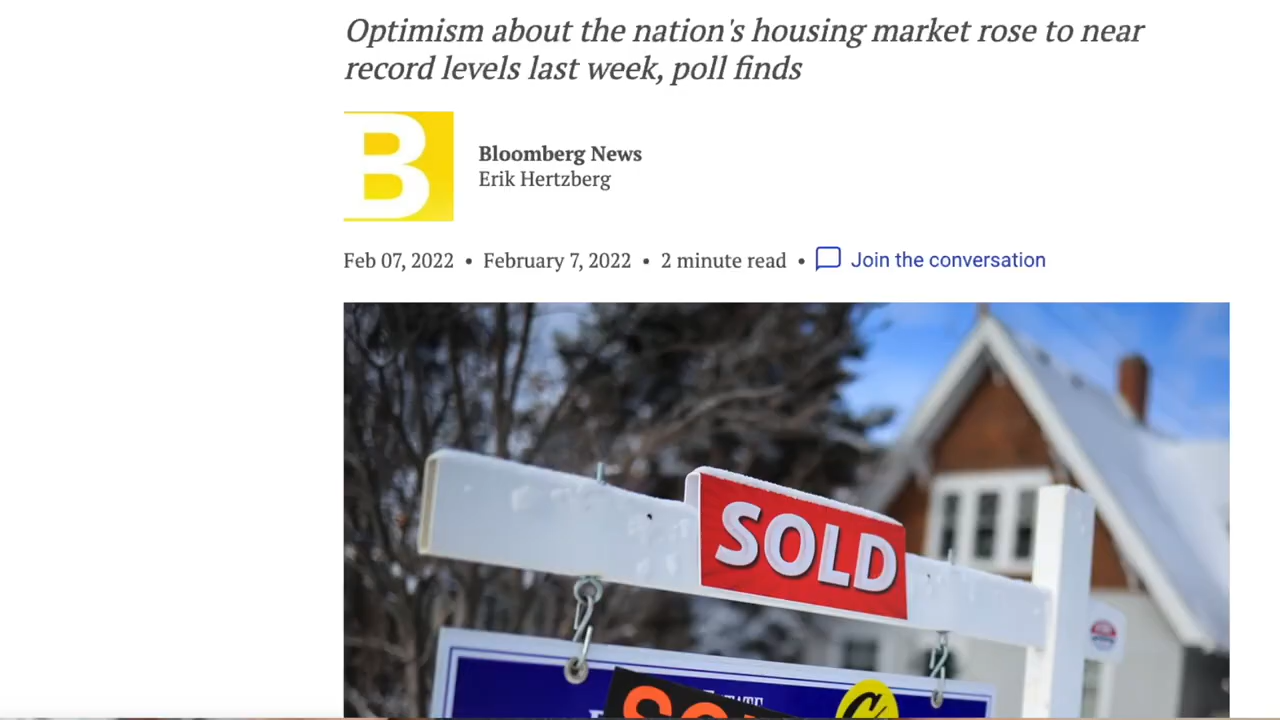 Optimism about the nation's housing market rose to near
record levels last week, poll finds
B
Bloomberg News
Erik Hertzberg
Feb 07, 2022 • February 7, 2022 • 2 minute read • Join the conversation
SOLD